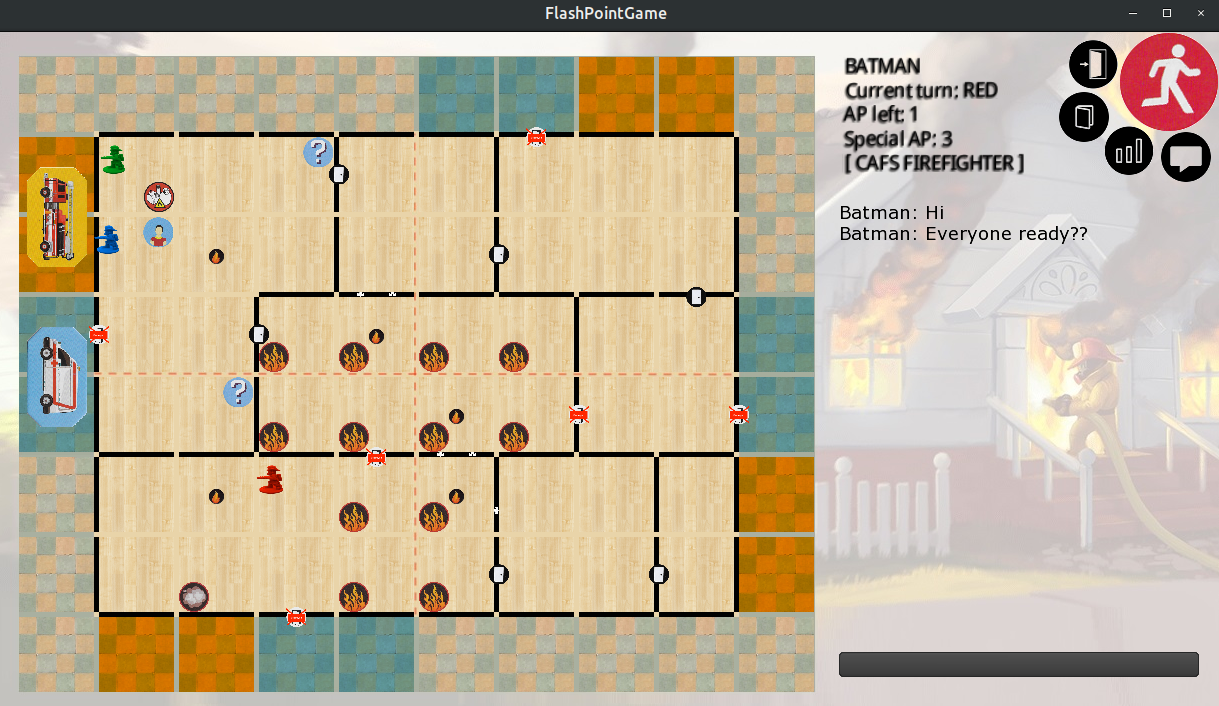 FlashPointGame
BATMAN
Current turn: RED
AP left: 1
Special AP: 3
[ CAFS FIREFIGHTER ]
Batman: Hi
Batman: Everyone ready??
?
?